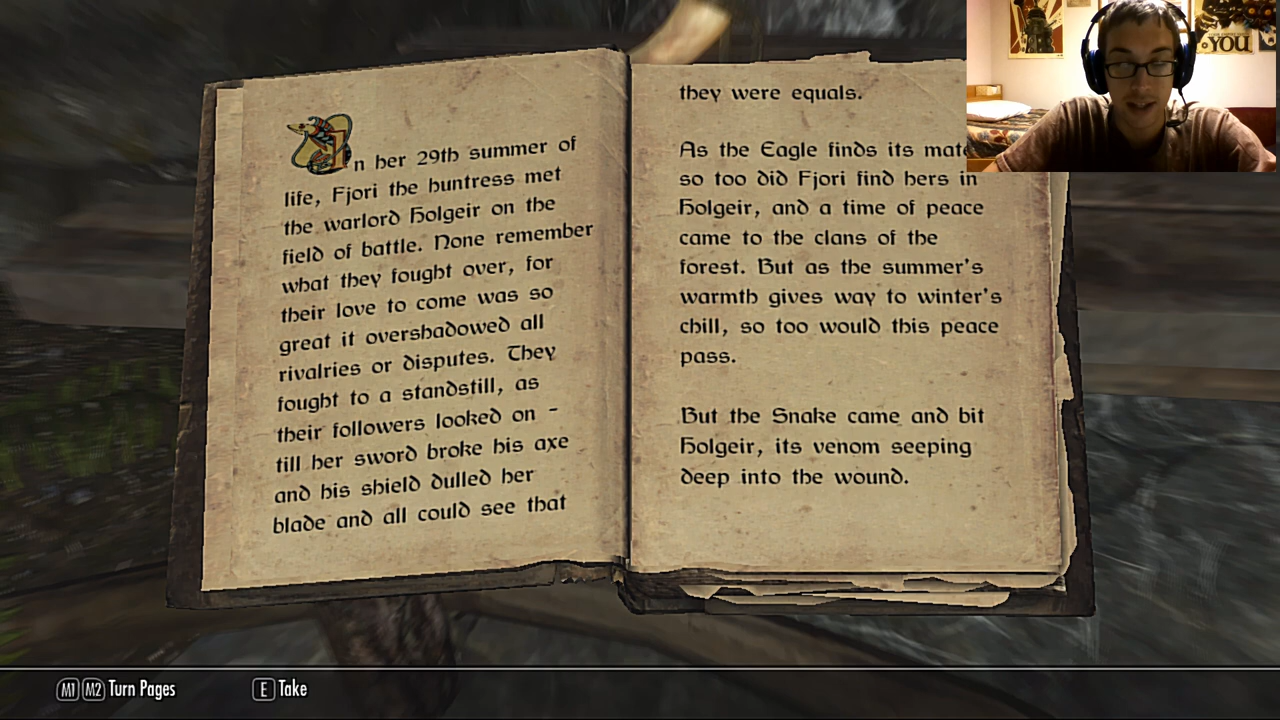 In her 29th summer of
life, Fjori the huntress met
the warlord Holgeir on the
field of battle. None remember
what they fought over, for
their love to come was so
great it overshadowed all
rivalries or disputes. They
fought to a standstill, as
their followers looked on -
till her sword broke his axe
and his shield dulled her
blade and all could see that
they were equals.
As the Eagle finds its mate
so too did Fjori find hers in
Holgeir, and a time of peace
came to the clans of the
forest. But as the summer's
warmth gives way to winter's
chill, so too would this peace
pass.
But the Snake came and bit
Holgeir, its venom seeping
deep into the wound.
YOU
M1 M2 Turn Pages
E Take